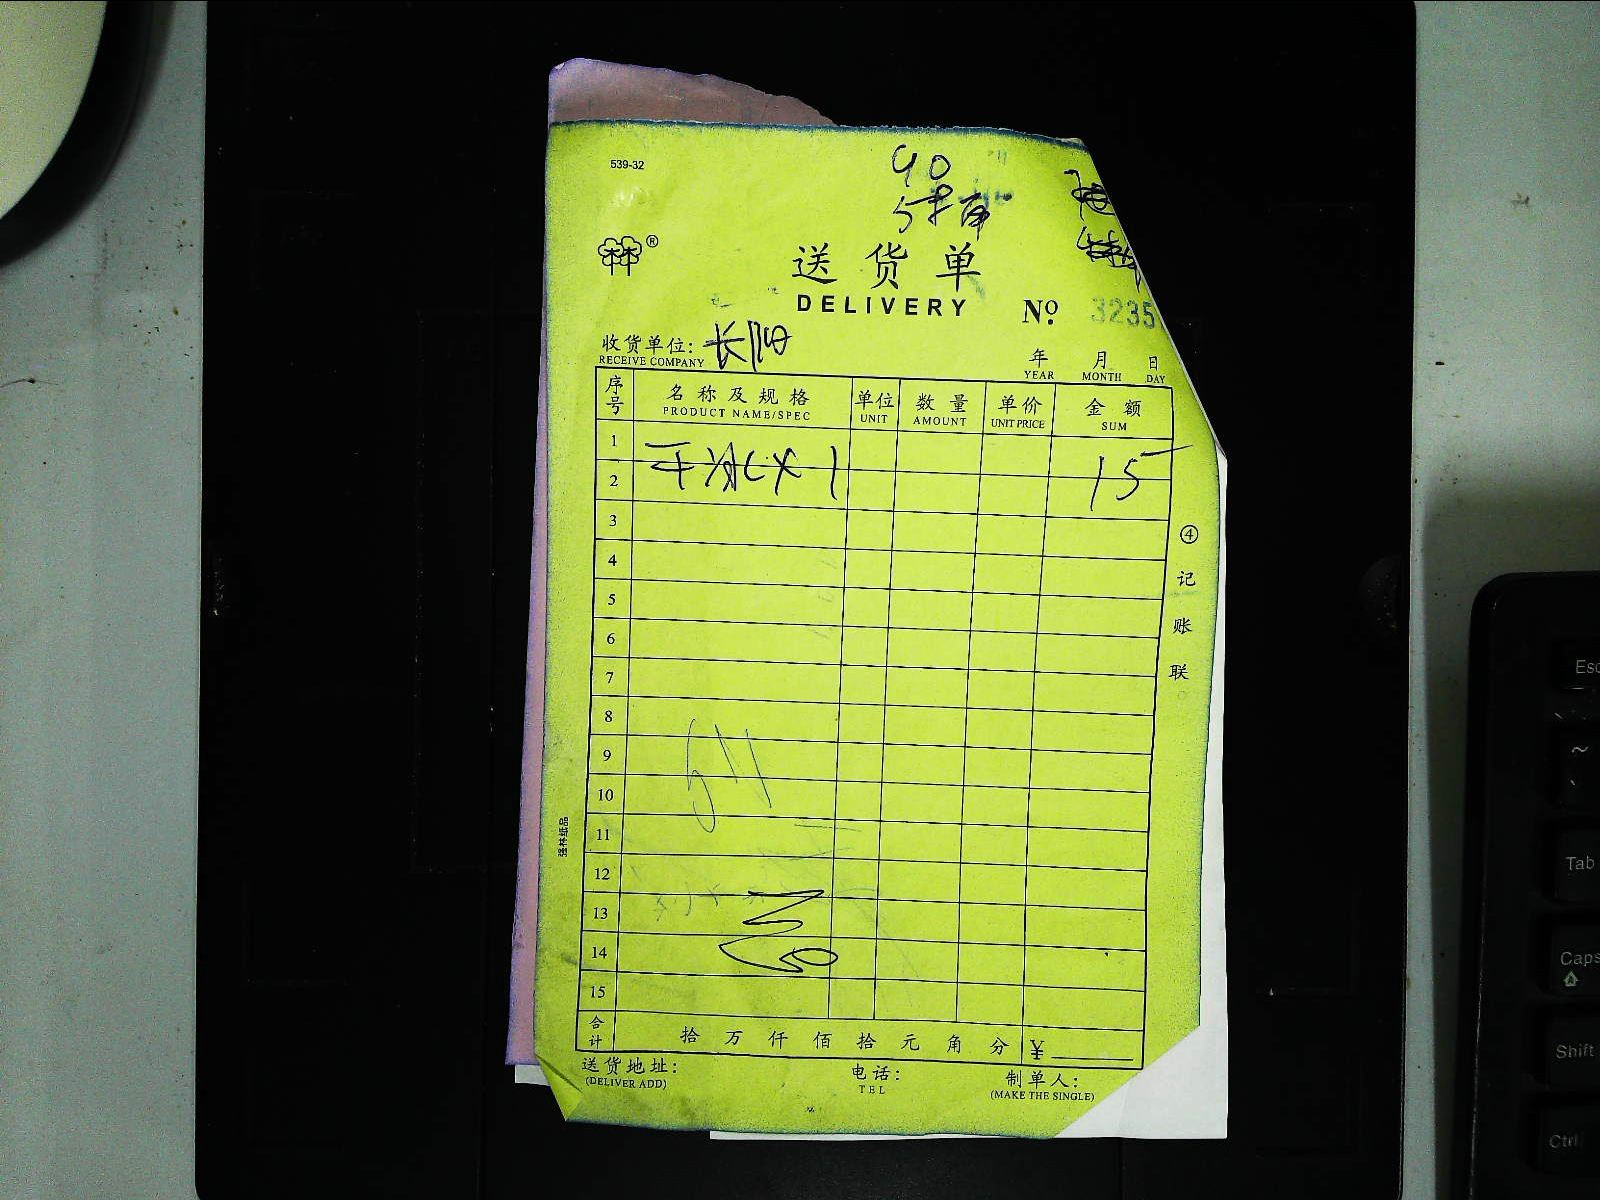 539-32
90
送货单
DELIVERY
No. 3235
收货单位: 长阳
RECEIVE COMPANY
年 月 日
YEAR MONTH DAY
序号 名称及规格 单位 数量 单价 金额
PRODUCT NAME/SPEC UNIT AMOUNT UNIT PRICE SUM
1
2 15
3
4
5
6
7
8
9
10
11
12
13
14
15
合计 拾 万 仟 佰 拾 元 角 分 ¥
送货地址: 电话: 制单人:
(DELIVER ADD) TEL (MAKE THE SINGLE)
④记账联
强林纸品
Esc
~
Tab
Caps
Shift
Ctrl